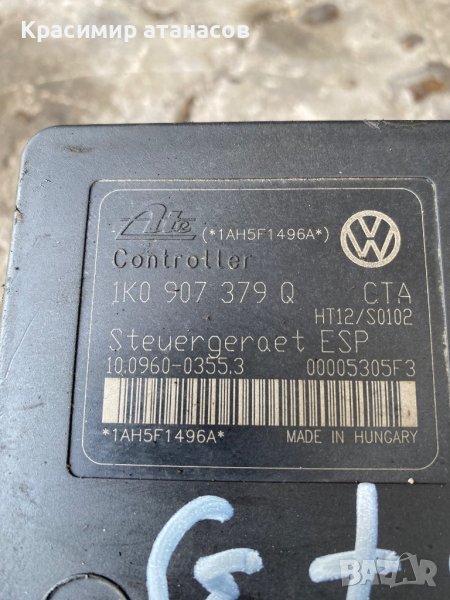 Красимир атанасов
Ate (*1AH5F1496A*)
Controller
1K0 907 379 Q CTA
HT12/S0102
Steuergeraet ESP
10.0960-0355.3 00005305F3
*1AH5F1496A* MADE IN HUNGARY
BAZAR